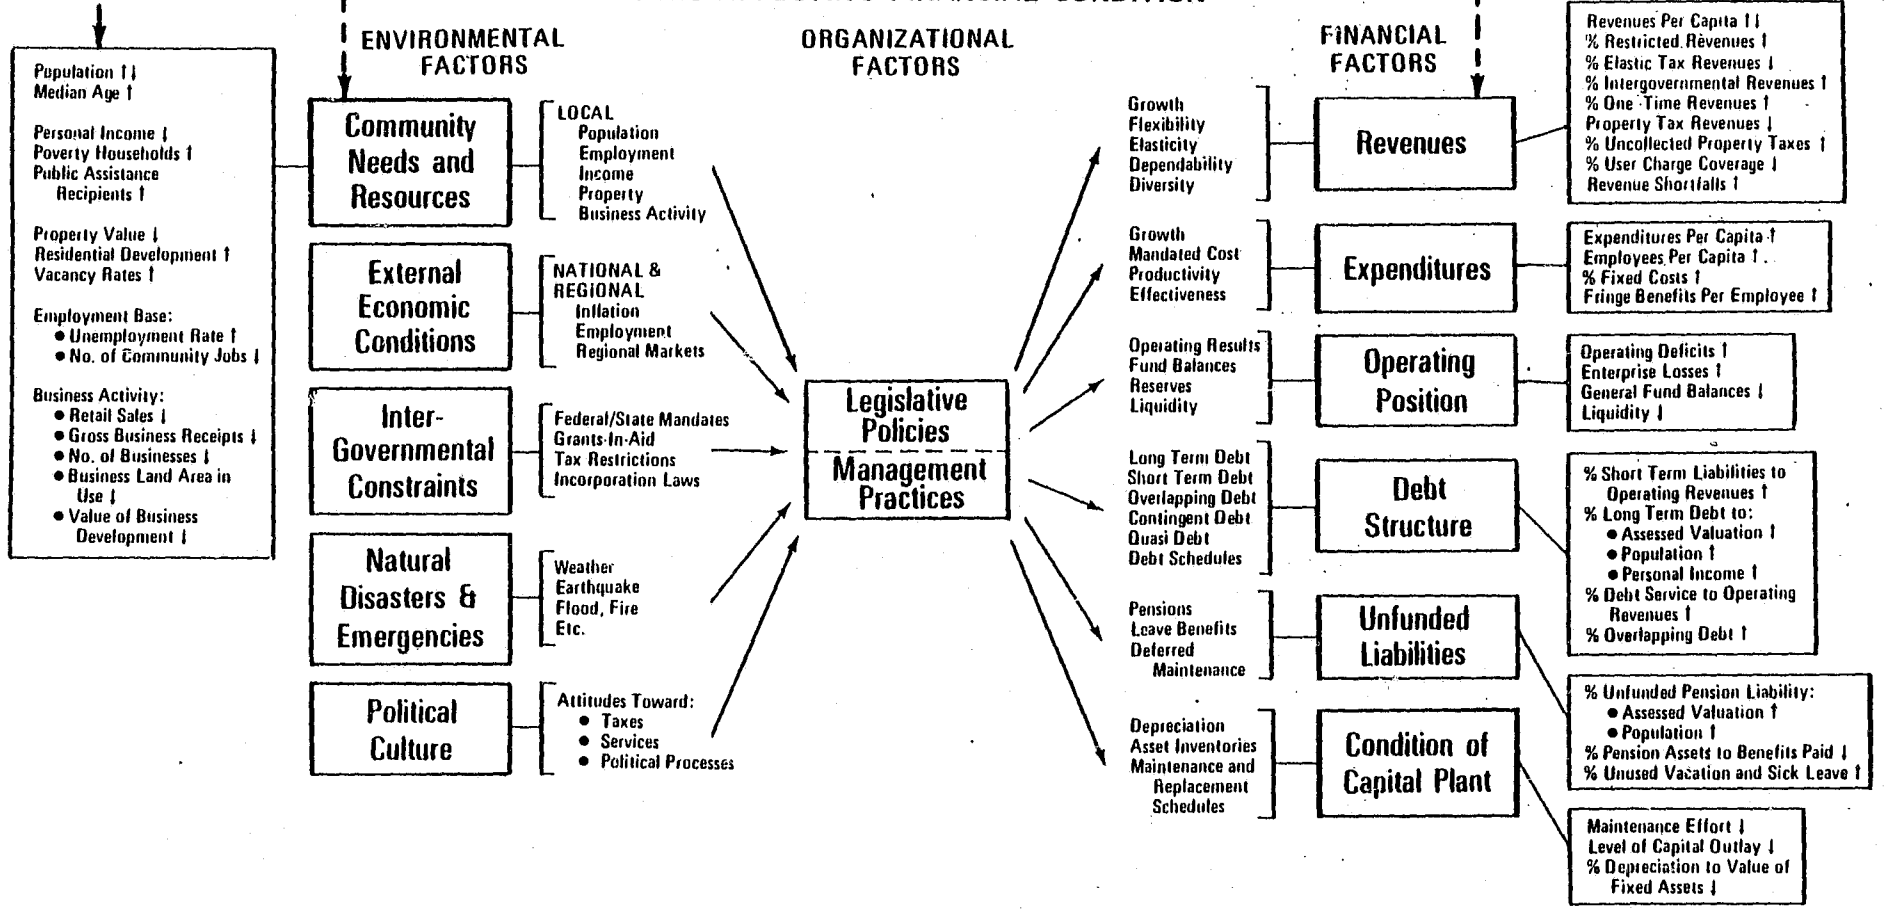 FINANCIAL CONDITION
ENVIRONMENTAL
FACTORS
ORGANIZATIONAL
FACTORS
FINANCIAL
FACTORS
Population ↑↓
Median Age ↑
Personal Income ↓
Poverty Households ↑
Public Assistance
Recipients ↑
Property Value ↓
Residential Development ↑
Vacancy Rates ↑
Employment Base:
● Unemployment Rate ↑
● No. of Community Jobs ↓
Business Activity:
● Retail Sales ↓
● Gross Business Receipts ↓
● No. of Businesses ↓
● Business Land Area in
Use ↓
● Value of Business
Development ↓
Community
Needs and
Resources
LOCAL
Population
Employment
Income
Property
Business Activity
External
Economic
Conditions
NATIONAL &
REGIONAL
Inflation
Employment
Regional Markets
Inter-
Governmental
Constraints
Federal/State Mandates
Grants-In-Aid
Tax Restrictions
Incorporation Laws
Natural
Disasters &
Emergencies
Weather
Earthquake
Flood, Fire
Etc.
Political
Culture
Attitudes Toward:
● Taxes
● Services
● Political Processes
Legislative
Policies
Management
Practices
Growth
Flexibility
Elasticity
Dependability
Diversity
Revenues
Revenues Per Capita ↑↓
% Restricted Revenues ↑
% Elastic Tax Revenues ↓
% Intergovernmental Revenues ↑
% One-Time Revenues ↑
Property Tax Revenues ↓
% Uncollected Property Taxes ↑
% User Charge Coverage ↓
Revenue Shortfalls ↑
Growth
Mandated Cost
Productivity
Effectiveness
Expenditures
Expenditures Per Capita ↑
Employees Per Capita ↑
% Fixed Costs ↑
Fringe Benefits Per Employee ↑
Operating Results
Fund Balances
Reserves
Liquidity
Operating
Position
Operating Deficits ↑
Enterprise Losses ↑
General Fund Balances ↓
Liquidity ↓
Long Term Debt
Short Term Debt
Overlapping Debt
Contingent Debt
Quasi Debt
Debt Schedules
Debt
Structure
% Short Term Liabilities to
Operating Revenues ↑
% Long Term Debt to:
● Assessed Valuation ↑
● Population ↑
● Personal Income ↑
% Debt Service to Operating
Revenues ↑
% Overlapping Debt ↑
Pensions
Leave Benefits
Deferred
Maintenance
Unfunded
Liabilities
% Unfunded Pension Liability:
● Assessed Valuation ↑
● Population ↑
% Pension Assets to Benefits Paid ↓
% Unused Vacation and Sick Leave ↑
Depreciation
Asset Inventories
Maintenance and
Replacement
Schedules
Condition of
Capital Plant
Maintenance Effort ↓
Level of Capital Outlay ↓
% Depreciation to Value of
Fixed Assets ↓